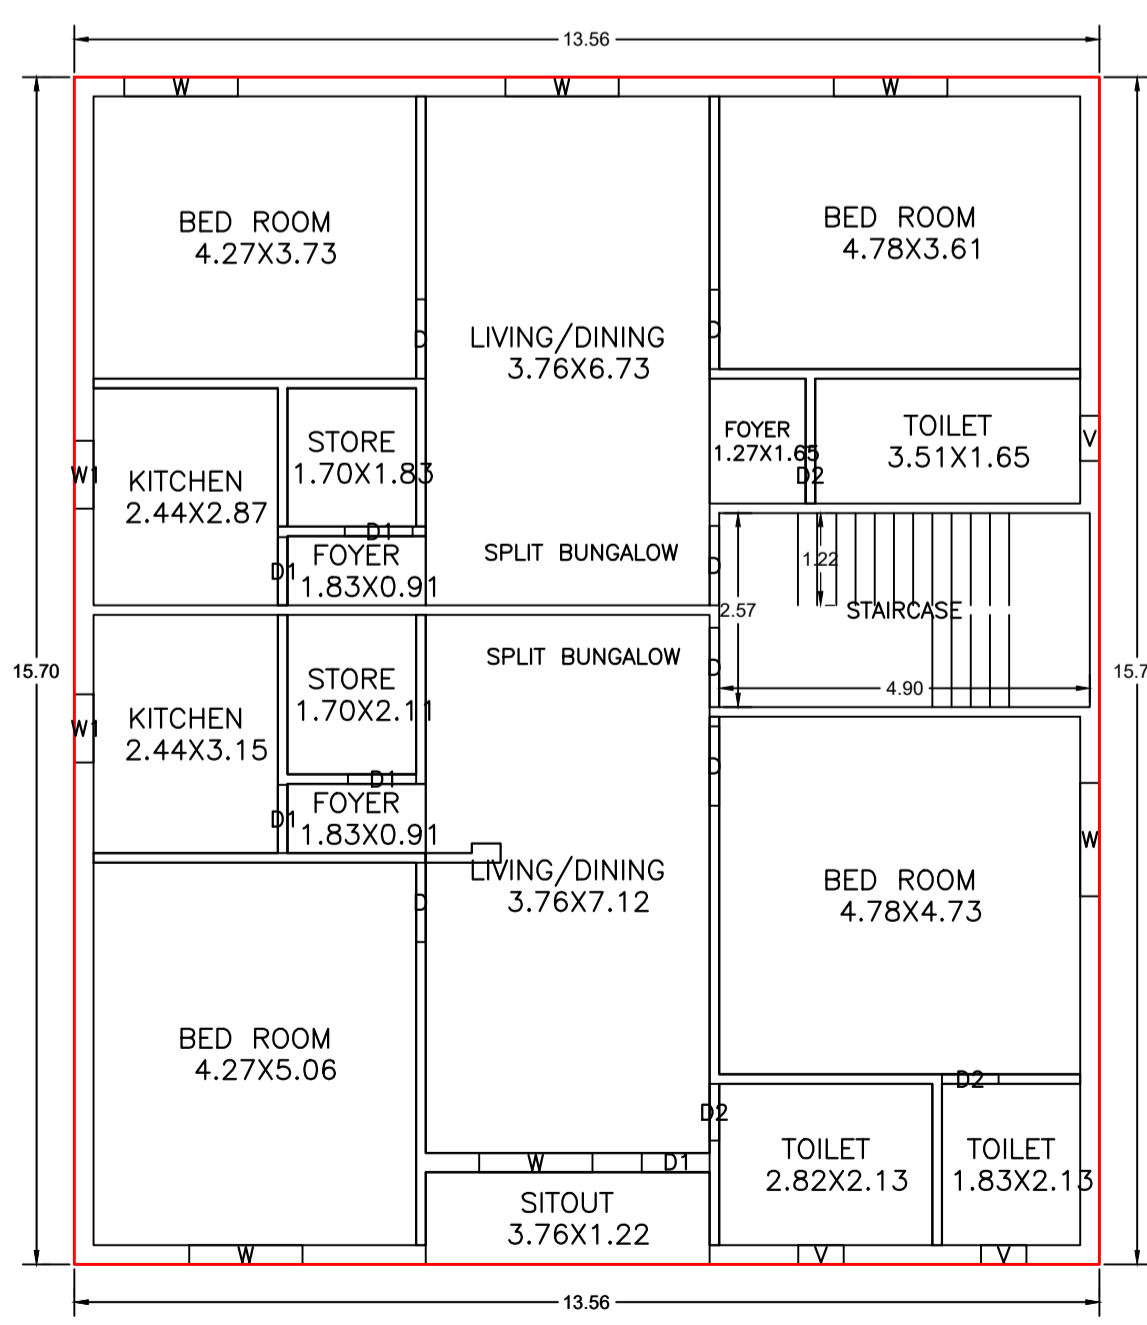 13.56
W
W
W
BED ROOM
4.27X3.73
BED ROOM
4.78X3.61
D
LIVING/DINING
3.76X6.73
D
STORE
1.70X1.83
FOYER
1.27X1.65
TOILET
3.51X1.65
V
W1
KITCHEN
2.44X2.87
D2
D1
FOYER
1.83X0.91
D1
SPLIT BUNGALOW
D
1.22
2.57
STAIRCASE
SPLIT BUNGALOW
D
15.70
15.7
STORE
1.70X2.11
4.90
W1
KITCHEN
2.44X3.15
D
D1
FOYER
1.83X0.91
D1
W
LIVING/DINING
3.76X7.12
D
BED ROOM
4.78X4.73
BED ROOM
4.27X5.06
D2
D2
TOILET
2.82X2.13
TOILET
1.83X2.13
W
D1
SITOUT
3.76X1.22
W
V
V
13.56